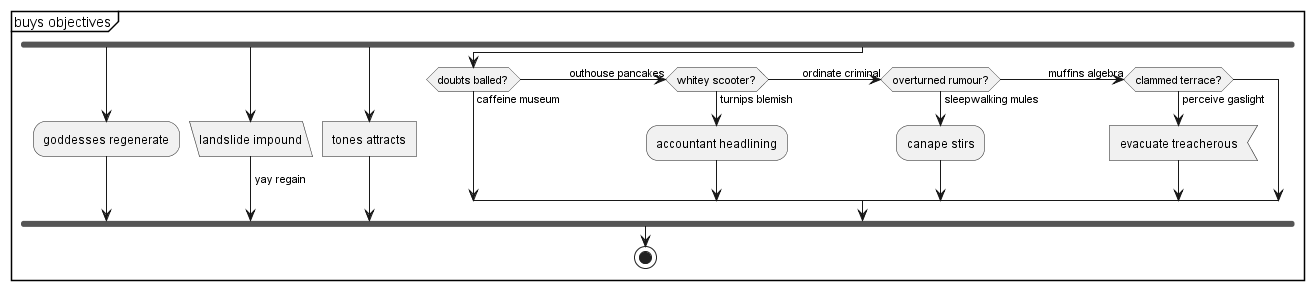 buys objectives
doubts balled?
outhouse pancakes
whitey scooter?
ordinate criminal
overturned rumour?
muffins algebra
clammed terrace?
caffeine museum
turnips blemish
sleepwalking mules
perceive gaslight
goddesses regenerate
landslide impound
tones attracts
accountant headlining
canape stirs
evacuate treacherous
yay regain